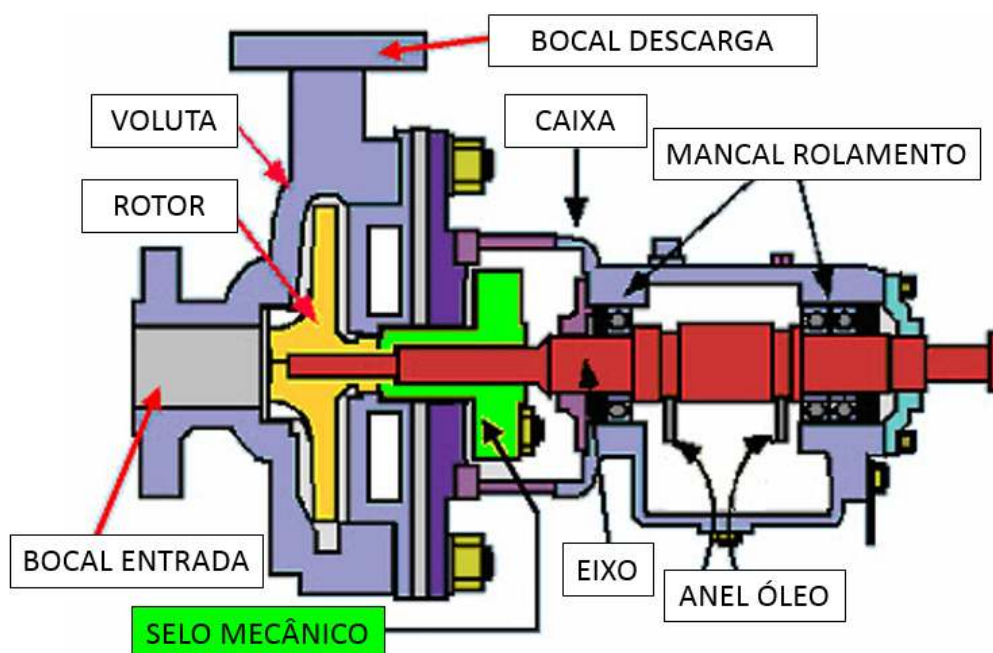 BOCAL DESCARGA
VOLUTA
CAIXA
MANCAL ROLAMENTO
ROTOR
BOCAL ENTRADA
EIXO
ANEL ÓLEO
SELO MECÂNICO